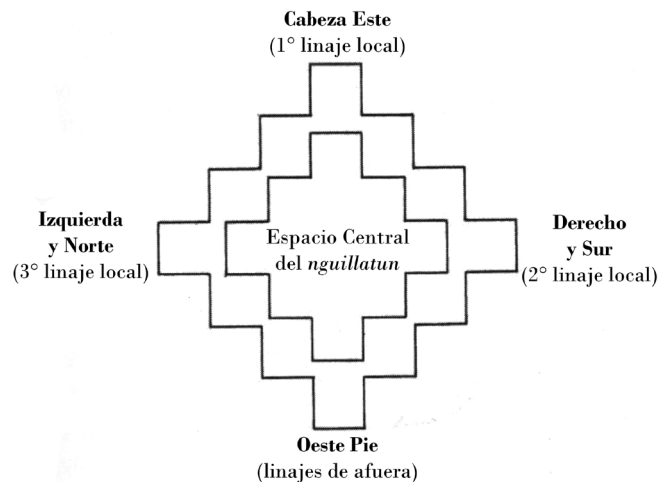 Cabeza Este
(1° linaje local)
Izquierda
y Norte
(3° linaje local)
Espacio Central
del nguillatun
Derecho
y Sur
(2° linaje local)
Oeste Pie
(linajes de afuera)